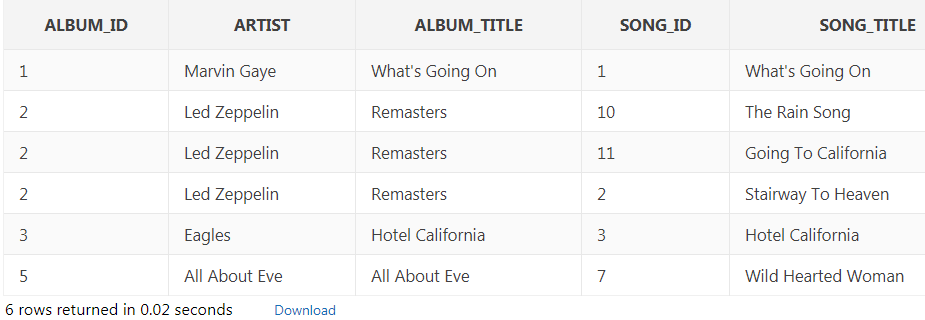 ALBUM_ID ARTIST ALBUM_TITLE SONG_ID SONG_TITLE
1 Marvin Gaye What's Going On 1 What's Going On
2 Led Zeppelin Remasters 10 The Rain Song
2 Led Zeppelin Remasters 11 Going To California
2 Led Zeppelin Remasters 2 Stairway To Heaven
3 Eagles Hotel California 3 Hotel California
5 All About Eve All About Eve 7 Wild Hearted Woman
6 rows returned in 0.02 seconds Download